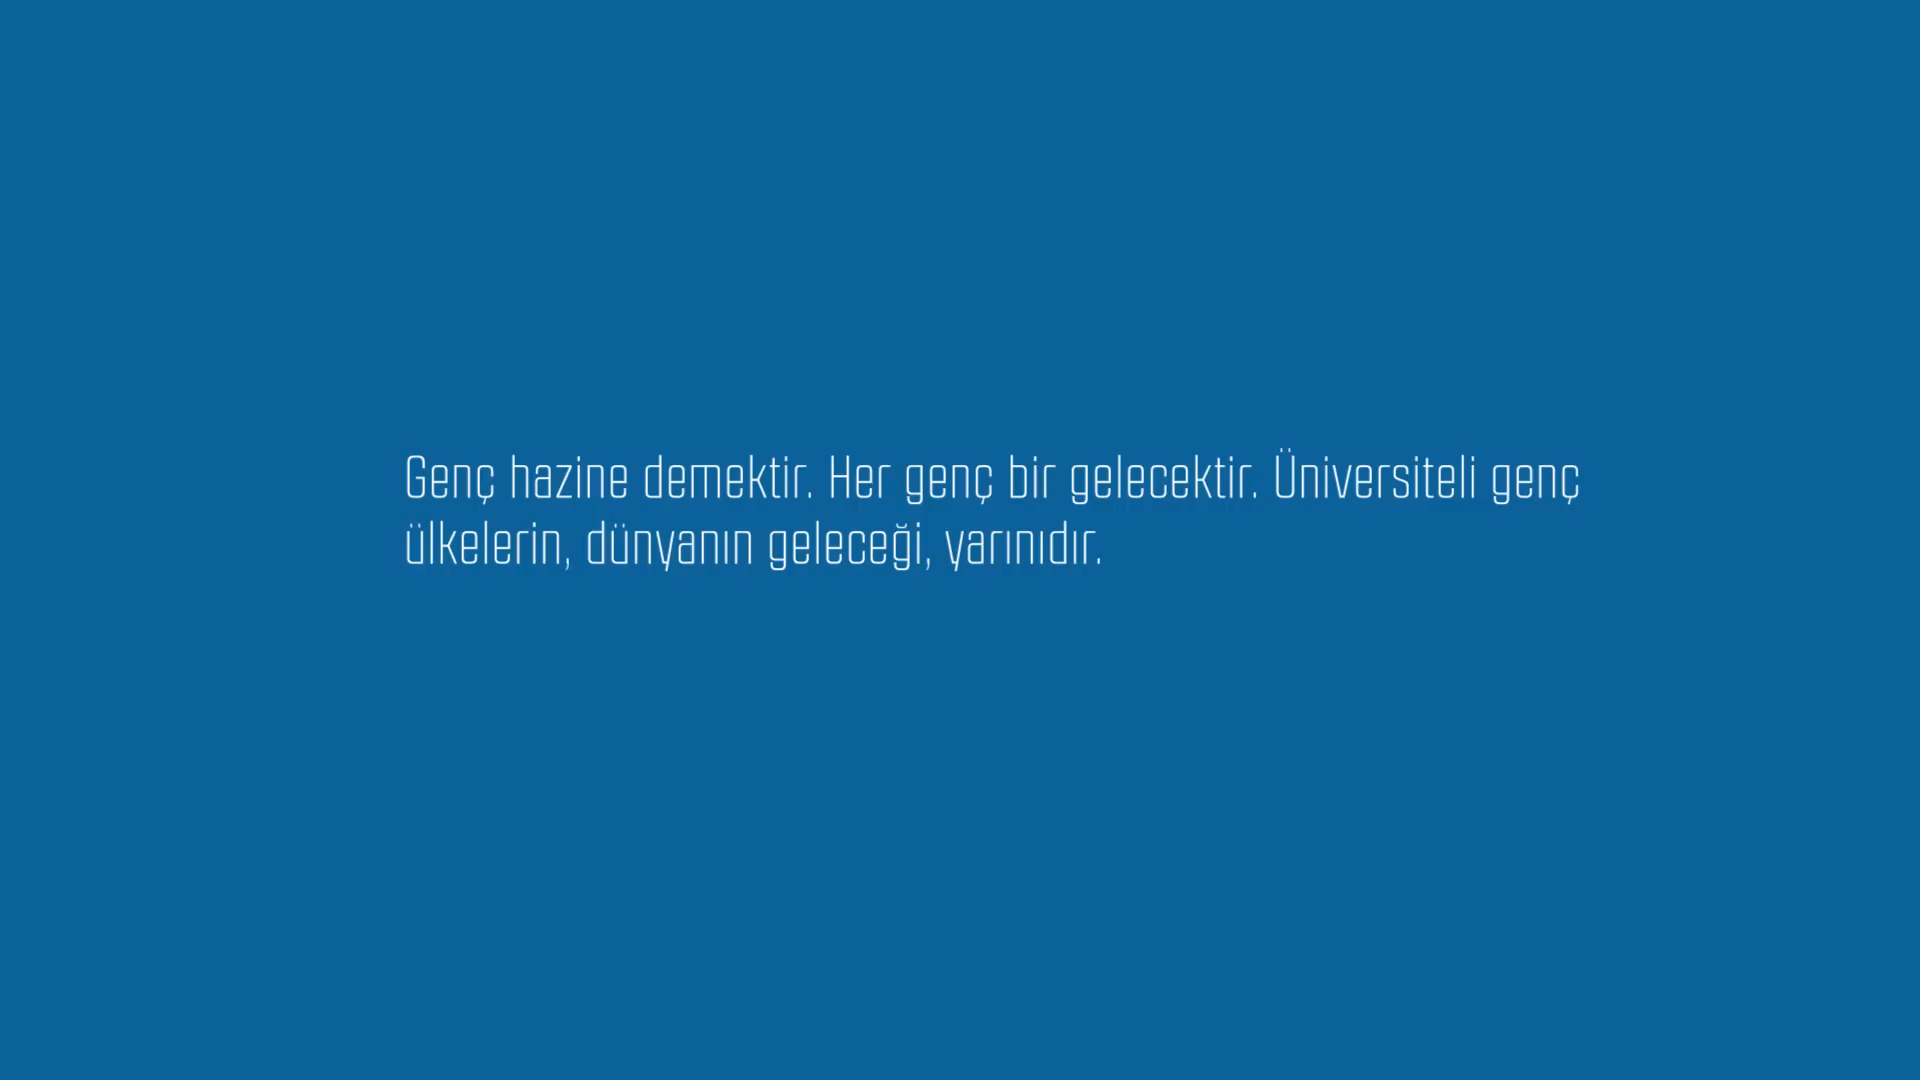 Genç hazine demektir. Her genç bir gelecektir. Üniversiteli genç
ülkelerin, dünyanın geleceği, yarınıdır.